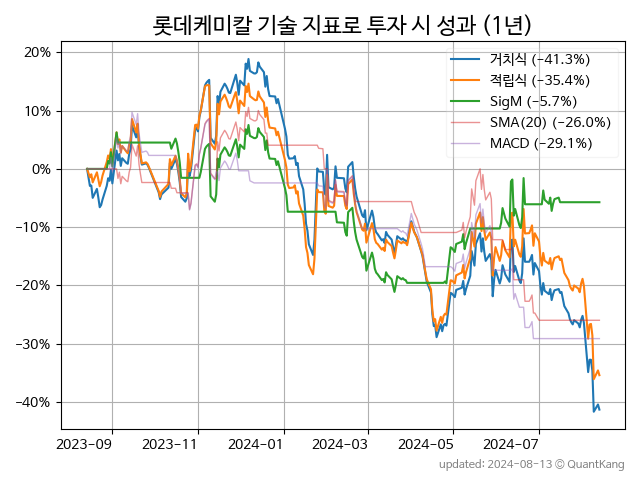 롯데케미칼 기술 지표로 투자 시 성과 (1년)
20%
10%
0%
−10%
−20%
−30%
−40%
거치식 (−41.3%)
적립식 (−35.4%)
SigM (−5.7%)
SMA(20) (−26.0%)
MACD (−29.1%)
2023-09 2023-11 2024-01 2024-03 2024-05 2024-07
updated: 2024-08-13 © QuantKang